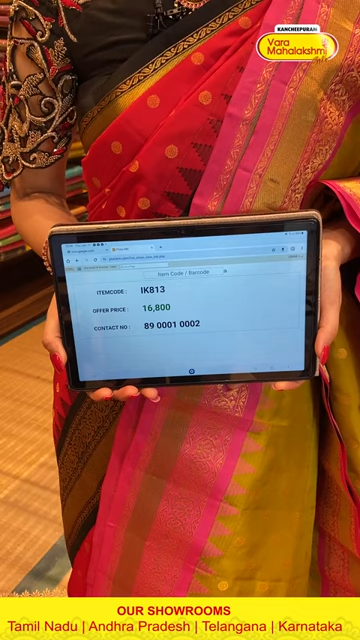 KANCHEEPURAM
Vara
Mahalakshmi
Item Code / Barcode
ITEMCODE : IK813
OFFER PRICE : 16,800
CONTACT NO : 89 0001 0002
OUR SHOWROOMS
Tamil Nadu | Andhra Pradesh | Telangana | Karnataka